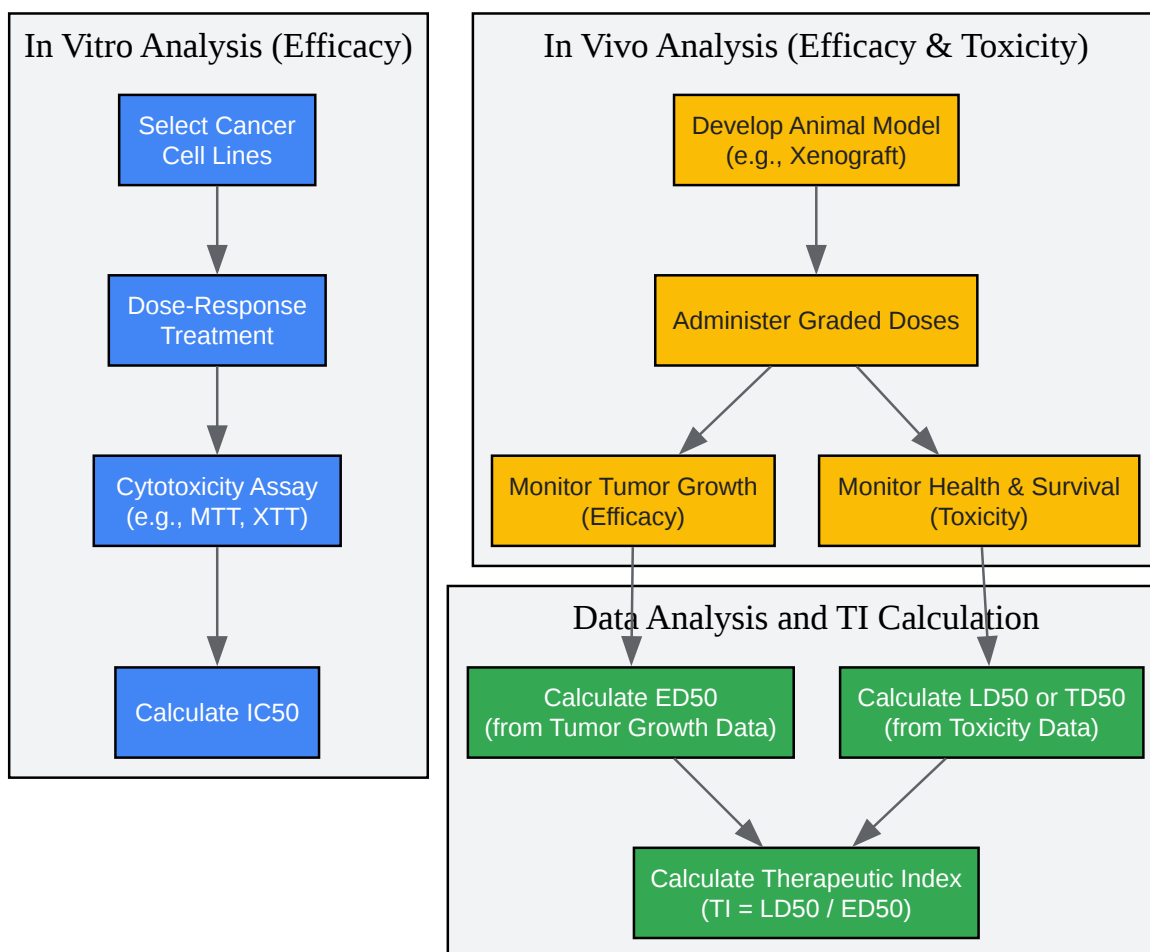 In Vitro Analysis (Efficacy)
Select Cancer
Cell Lines
Dose-Response
Treatment
Cytotoxicity Assay
(e.g., MTT, XTT)
Calculate IC50
In Vivo Analysis (Efficacy & Toxicity)
Develop Animal Model
(e.g., Xenograft)
Administer Graded Doses
Monitor Tumor Growth
(Efficacy)
Monitor Health & Survival
(Toxicity)
Data Analysis and TI Calculation
Calculate ED50
(from Tumor Growth Data)
Calculate LD50 or TD50
(from Toxicity Data)
Calculate Therapeutic Index
(TI = LD50 / ED50)